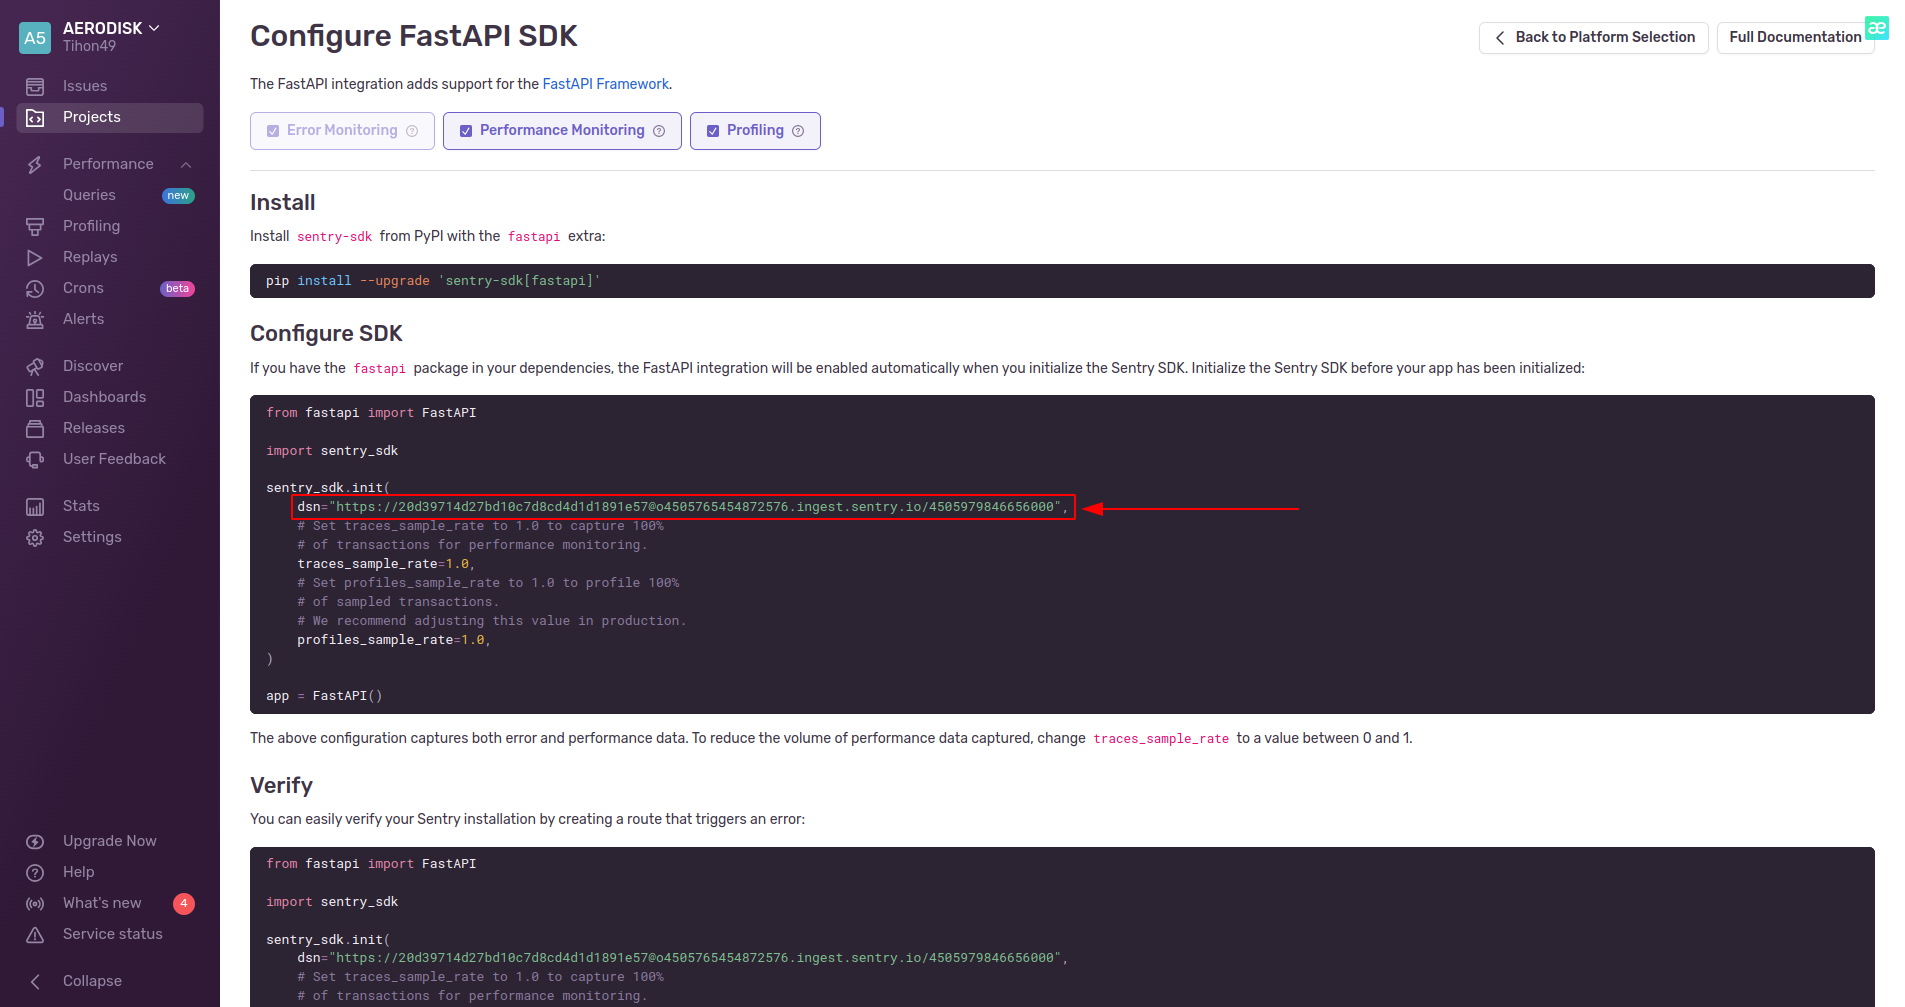 A5
AERODISK
Tihon49
Issues
Projects
Performance
Queries
new
Profiling
Replays
Crons
beta
Alerts
Discover
Dashboards
Releases
User Feedback
Stats
Settings
Upgrade Now
Help
What's new
4
Service status
Collapse
Configure FastAPI SDK
Back to Platform Selection
Full Documentation
æ
The FastAPI integration adds support for the FastAPI Framework.
Error Monitoring ?
Performance Monitoring ?
Profiling ?
Install
Install sentry-sdk from PyPI with the fastapi extra:
pip install --upgrade 'sentry-sdk[fastapi]'
Configure SDK
If you have the fastapi package in your dependencies, the FastAPI integration will be enabled automatically when you initialize the Sentry SDK. Initialize the Sentry SDK before your app has been initialized:
from fastapi import FastAPI
import sentry_sdk
sentry_sdk.init(
dsn="https://20d39714d27bd10c7d8cd4d1d1891e57@o4505765454872576.ingest.sentry.io/4505979846656000",
# Set traces_sample_rate to 1.0 to capture 100%
# of transactions for performance monitoring.
traces_sample_rate=1.0,
# Set profiles_sample_rate to 1.0 to profile 100%
# of sampled transactions.
# We recommend adjusting this value in production.
profiles_sample_rate=1.0,
)
app = FastAPI()
The above configuration captures both error and performance data. To reduce the volume of performance data captured, change traces_sample_rate to a value between 0 and 1.
Verify
You can easily verify your Sentry installation by creating a route that triggers an error:
from fastapi import FastAPI
import sentry_sdk
sentry_sdk.init(
dsn="https://20d39714d27bd10c7d8cd4d1d1891e57@o4505765454872576.ingest.sentry.io/4505979846656000",
# Set traces_sample_rate to 1.0 to capture 100%
# of transactions for performance monitoring.